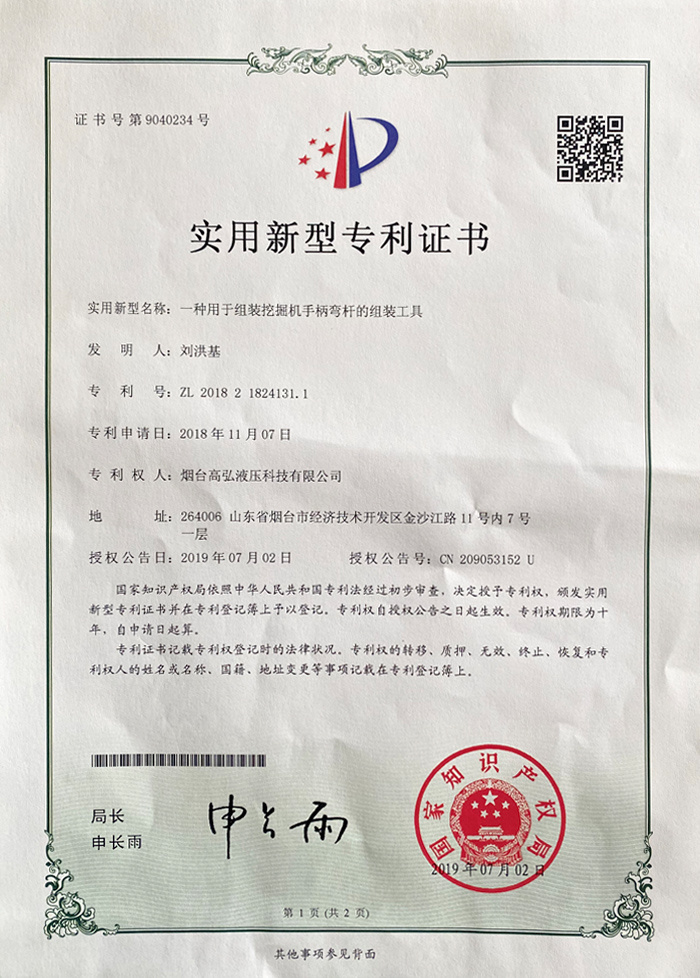 证书号第9040234号
实用新型专利证书
实用新型名称：一种用于组装挖掘机手柄弯杆的组装工具
发明人：刘洪基
专利号：ZL 2018 2 1824131.1
专利申请日：2018年11月07日
专利权人：烟台高弘液压科技有限公司
地址：264006 山东省烟台市经济技术开发区金沙江路11号内7号
一层
授权公告日：2019年07月02日 授权公告号：CN 209053152 U
国家知识产权局依照中华人民共和国专利法经过初步审查，决定授予专利权，颁发实用
新型专利证书并在专利登记簿上予以登记。专利权自授权公告之日起生效。专利权期限为十
年，自申请日起算。
专利证书记载专利权登记时的法律状况。专利权的转移、质押、无效、终止、恢复和专
利权人的姓名或名称、国籍、地址变更等事项记载在专利登记簿上。
局长
申长雨
申长雨
国家知识产权局
2019年07月02日
第1页(共2页)
其他事项参见背面